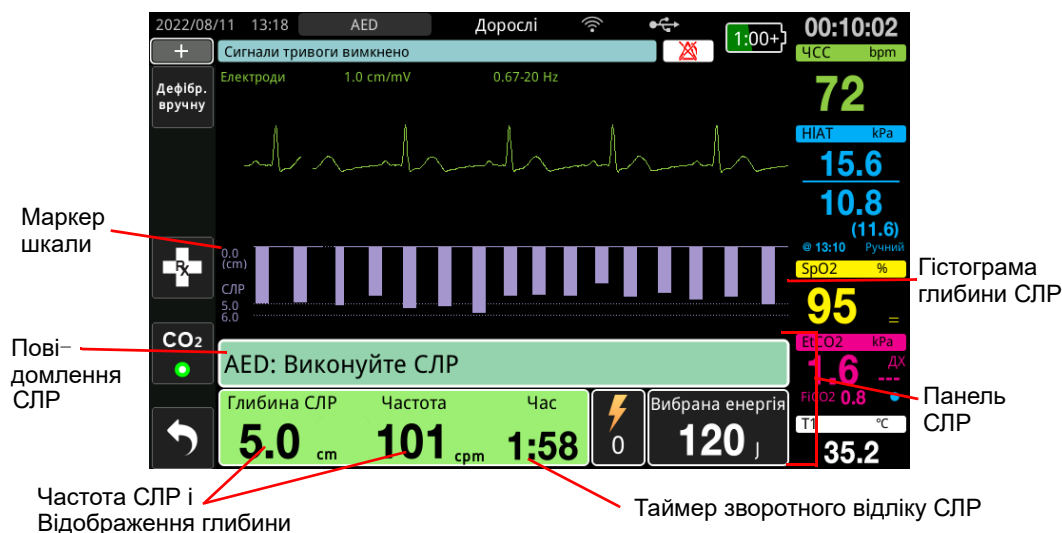 2022/08/11 13:18 AED Дорослі 1:00+ 00:10:02
+ Сигнали тривоги вимкнено
ЧСС bpm
72
Дефібр.
вручну
Електроди 1.0 cm/mV 0.67-20 Hz
НІАТ kPa
15.6
10.8
(11.6)
@ 13:10 Ручний
Маркер
шкали
0.0
(cm)
СЛР
5.0
6.0
Rx
SpO2 %
95 =
Гістограма
глибини СЛР
CO2
EtCO2 kPa
1.6 ДХ
---
FiCO2 0.8
Пові–
домлення
СЛР
AED: Виконуйте СЛР
Панель
СЛР
Глибина СЛР Частота Час
5.0 cm 101 cpm 1:58
0
Вибрана енергія
120 J
T1 °C
35.2
Частота СЛР і
Відображення глибини
Таймер зворотного відліку СЛР